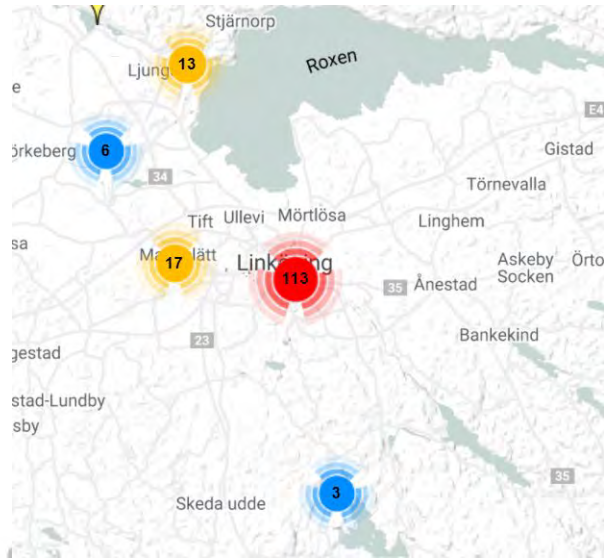 Stjärnorp
13
Ljung
Roxen
e
E4
6
örkeberg
Gistad
34
Törnevalla
Tift
Ullevi
Mörtlösa
Linghem
sa
17
113
Askeby
Socken
Örto
35
Ånestad
23
Bankekind
gestad
stad-Lundby
sby
35
3
Skeda udde